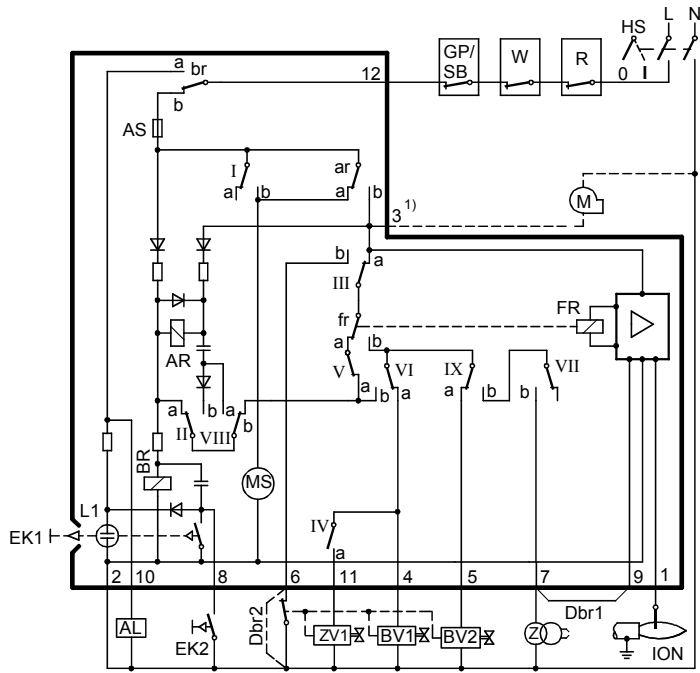 HS L N
a br 12 GP/ SB W R 0 I
b
AS
I ar
a b a b
3 1) M
b a
III
fr FR
a b
AR V a VI IX VII
a b a b b a a b b
II VIII
BR
MS
L1
IV
EK1
a
2 10 8 6 11 4 5 7 9 1
Dbr1
AL EK2 Dbr2 ZV1 BV1 BV2 Z ION